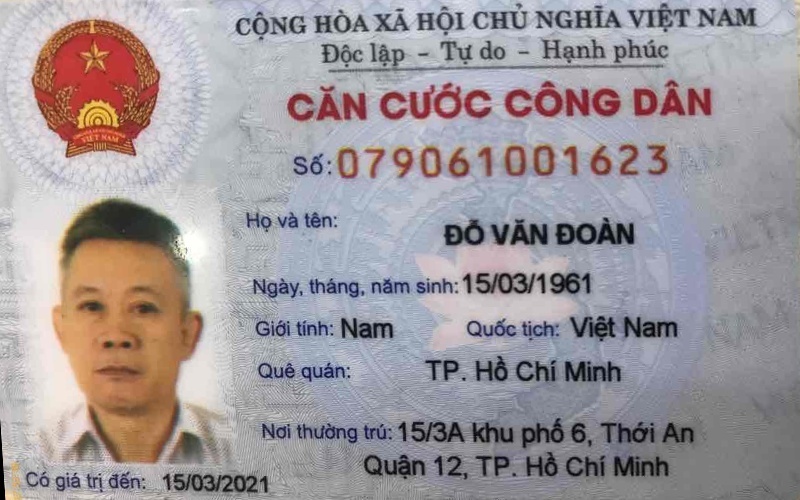 CỘNG HÒA XÃ HỘI CHỦ NGHĨA VIỆT NAM
Độc lập - Tự do - Hạnh phúc
CĂN CƯỚC CÔNG DÂN
Số: 079061001623
Họ và tên: ĐỖ VĂN ĐOÀN
Ngày, tháng, năm sinh: 15/03/1961
Giới tính: Nam Quốc tịch: Việt Nam
Quê quán: TP. Hồ Chí Minh
Nơi thường trú: 15/3A khu phố 6, Thới An
Quận 12, TP. Hồ Chí Minh
Có giá trị đến: 15/03/2021